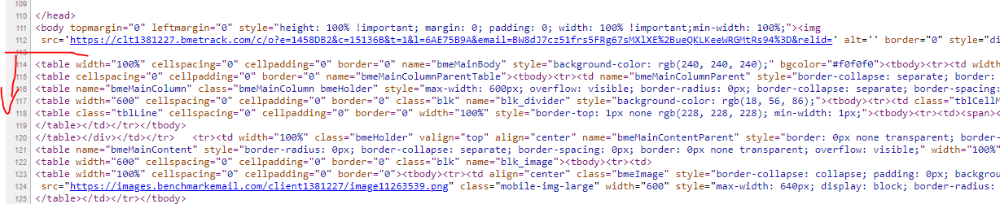 109
110 </head>
111 <body topmargin="0" leftmargin="0" style="height: 100% !important; margin: 0; padding: 0; width: 100% !important;min-width: 100%;"><img
112 src='https://clt1381227.bmetrack.com/c/o?e=1458DB2&c=15136B&t=1&l=6AE75B9A&email=BW8dJ7cz51frs5FRg67sMXlXE%2BueQKLKeeWRGMtRs94%3D&relid=' alt='' border="0" style="di
113
114 <table width="100%" cellspacing="0" cellpadding="0" border="0" name="bmeMainBody" style="background-color: rgb(240, 240, 240);" bgcolor="#f0f0f0"><tbody><tr><td width
115 <table cellspacing="0" cellpadding="0" border="0" name="bmeMainColumnParentTable"><tbody><tr><td name="bmeMainColumnParent" style="border-collapse: separate; border:
116 <table name="bmeMainColumn" class="bmeMainColumn bmeHolder" style="max-width: 600px; overflow: visible; border-radius: 0px; border-collapse: separate; border-spacing:
117 <table width="600" cellspacing="0" cellpadding="0" border="0" class="blk" name="blk_divider" style="background-color: rgb(18, 56, 86);"><tbody><tr><td class="tblCellM
118 <table class="tblLine" cellspacing="0" cellpadding="0" border="0" width="100%" style="border-top: 1px none rgb(228, 228, 228); min-width: 1px;"><tbody><tr><td><span><
119 </table></td></tr></tbody>
120 </table></div></td></tr> <tr><td width="100%" class="bmeHolder" valign="top" align="center" name="bmeMainContentParent" style="border: 0px none transparent; border-
121 <table name="bmeMainContent" style="border-radius: 0px; border-collapse: separate; border-spacing: 0px; border: 0px none transparent; overflow: visible;" width="100%"
122 <table width="600" cellspacing="0" cellpadding="0" border="0" class="blk" name="blk_image"><tbody><tr><td>
123 <table width="100%" cellspacing="0" cellpadding="0" border="0"><tbody><tr><td align="center" class="bmeImage" style="border-collapse: collapse; padding: 0px; backgro
124 src="https://images.benchmarkemail.com/client1381227/image11263539.png" class="mobile-img-large" width="600" style="max-width: 640px; display: block; border-radius:
125 </table></td></tr></tbody>